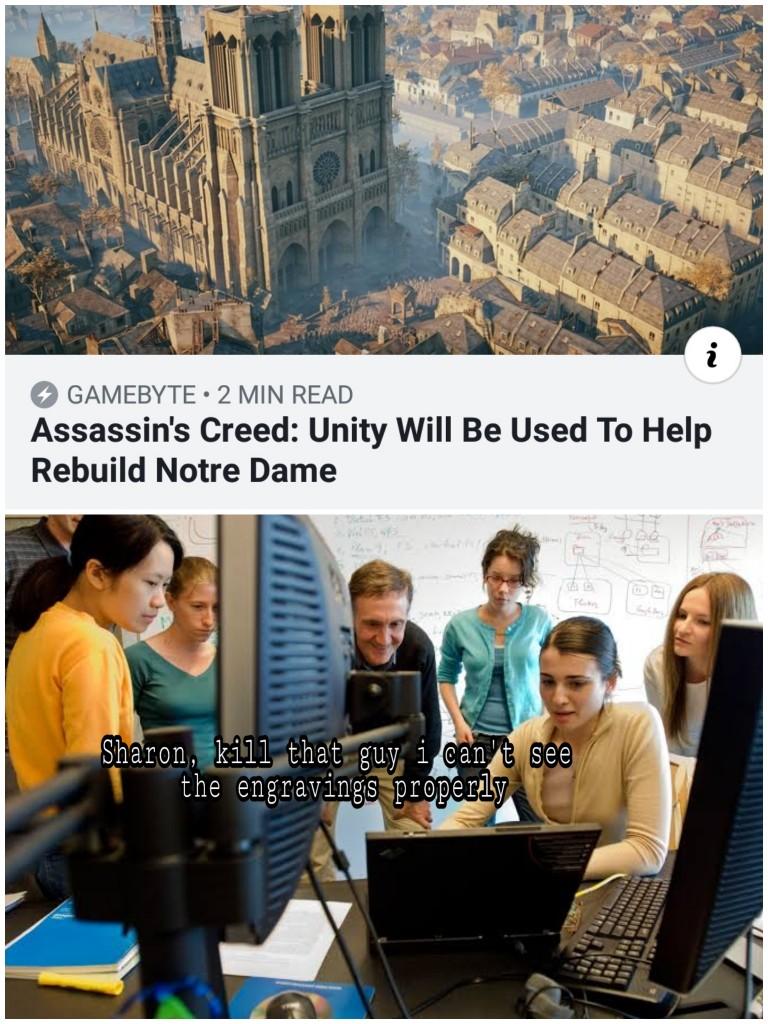 GAMEBYTE • 2 MIN READ
Assassin's Creed: Unity Will Be Used To Help
Rebuild Notre Dame
Sharon, kill that guy i can't see
the engravings properly